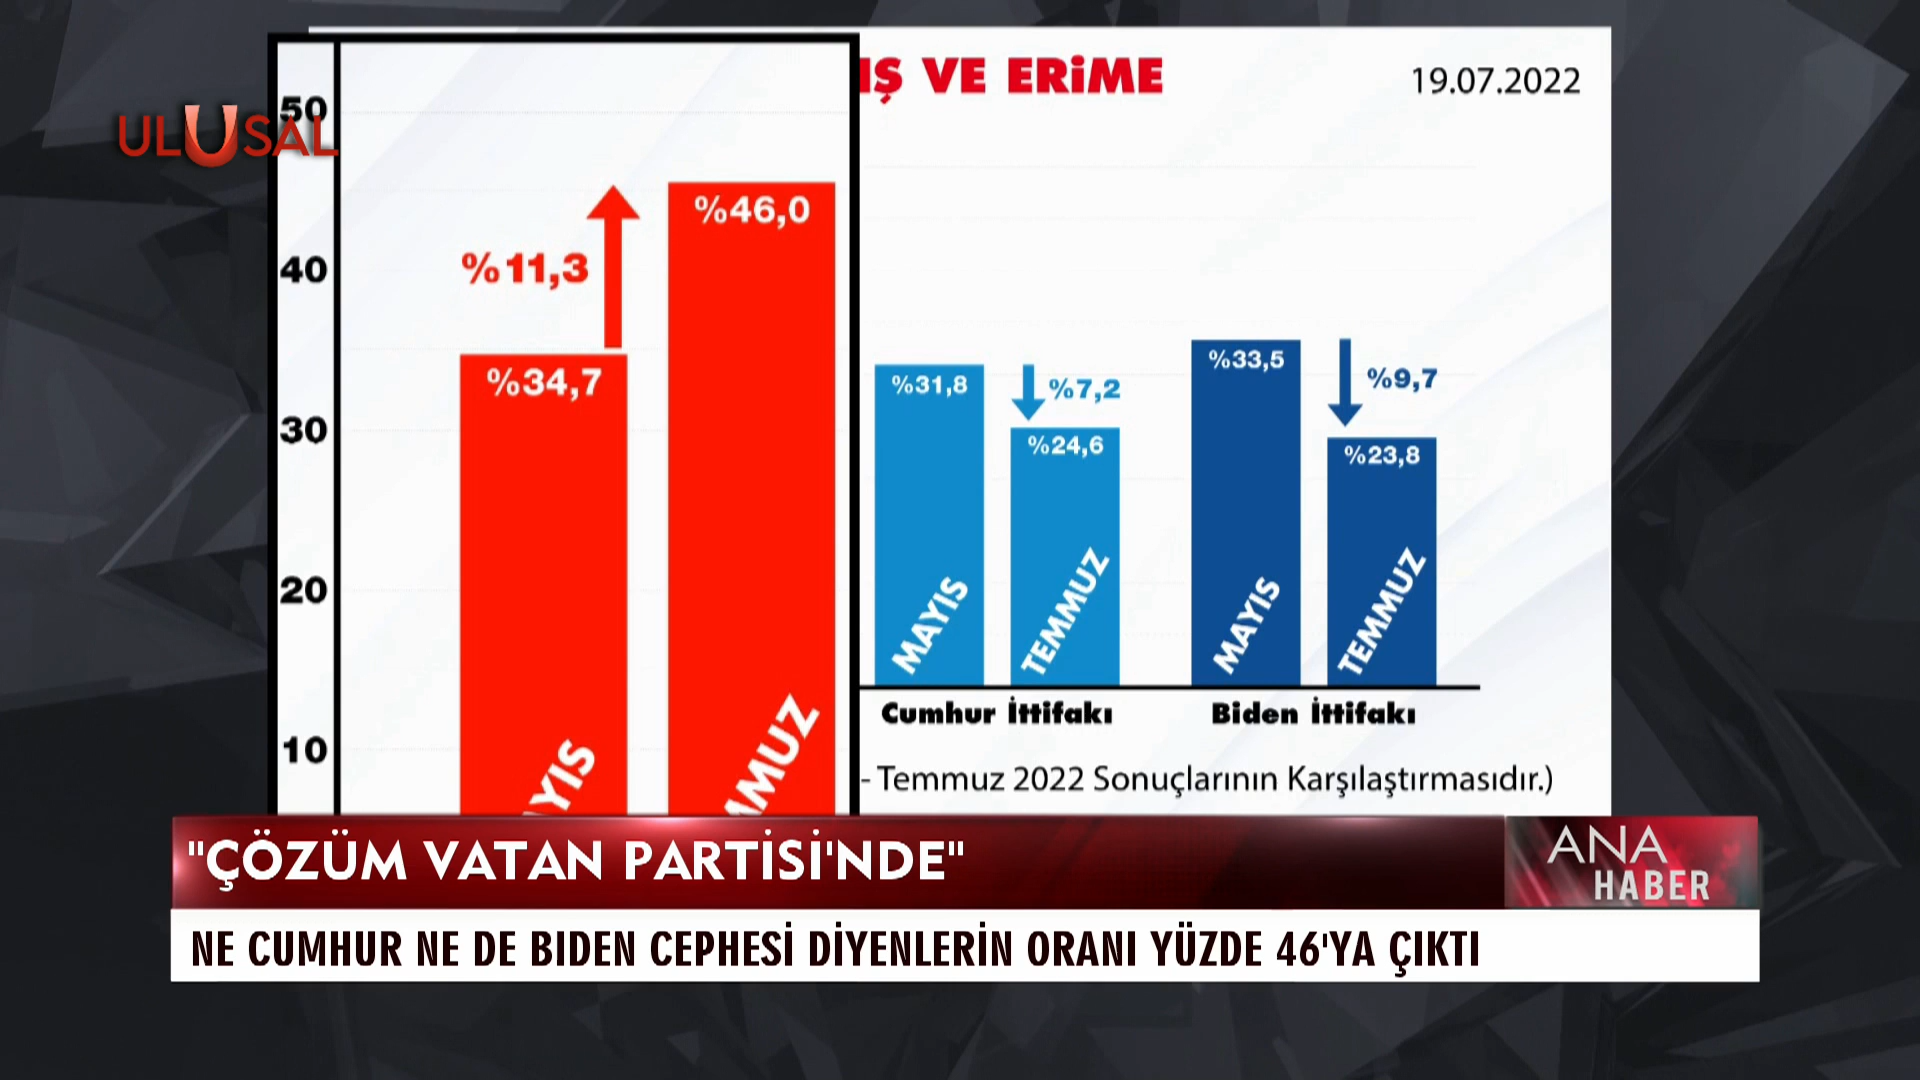 IŞ VE ERİME
19.07.2022
50
ULUSAL
40
30
20
10
%11,3
%34,7
%46,0
%31,8
%7,2
%24,6
%33,5
%9,7
%23,8
YIS
MMUZ
MAYIS
TEMMUZ
MAYIS
TEMMUZ
Cumhur İttifakı
Biden İttifakı
- Temmuz 2022 Sonuçlarının Karşılaştırmasıdır.)
"ÇÖZÜM VATAN PARTİSİ'NDE"
ANA
HABER
NE CUMHUR NE DE BIDEN CEPHESİ DİYENLERİN ORANI YÜZDE 46'YA ÇIKTI